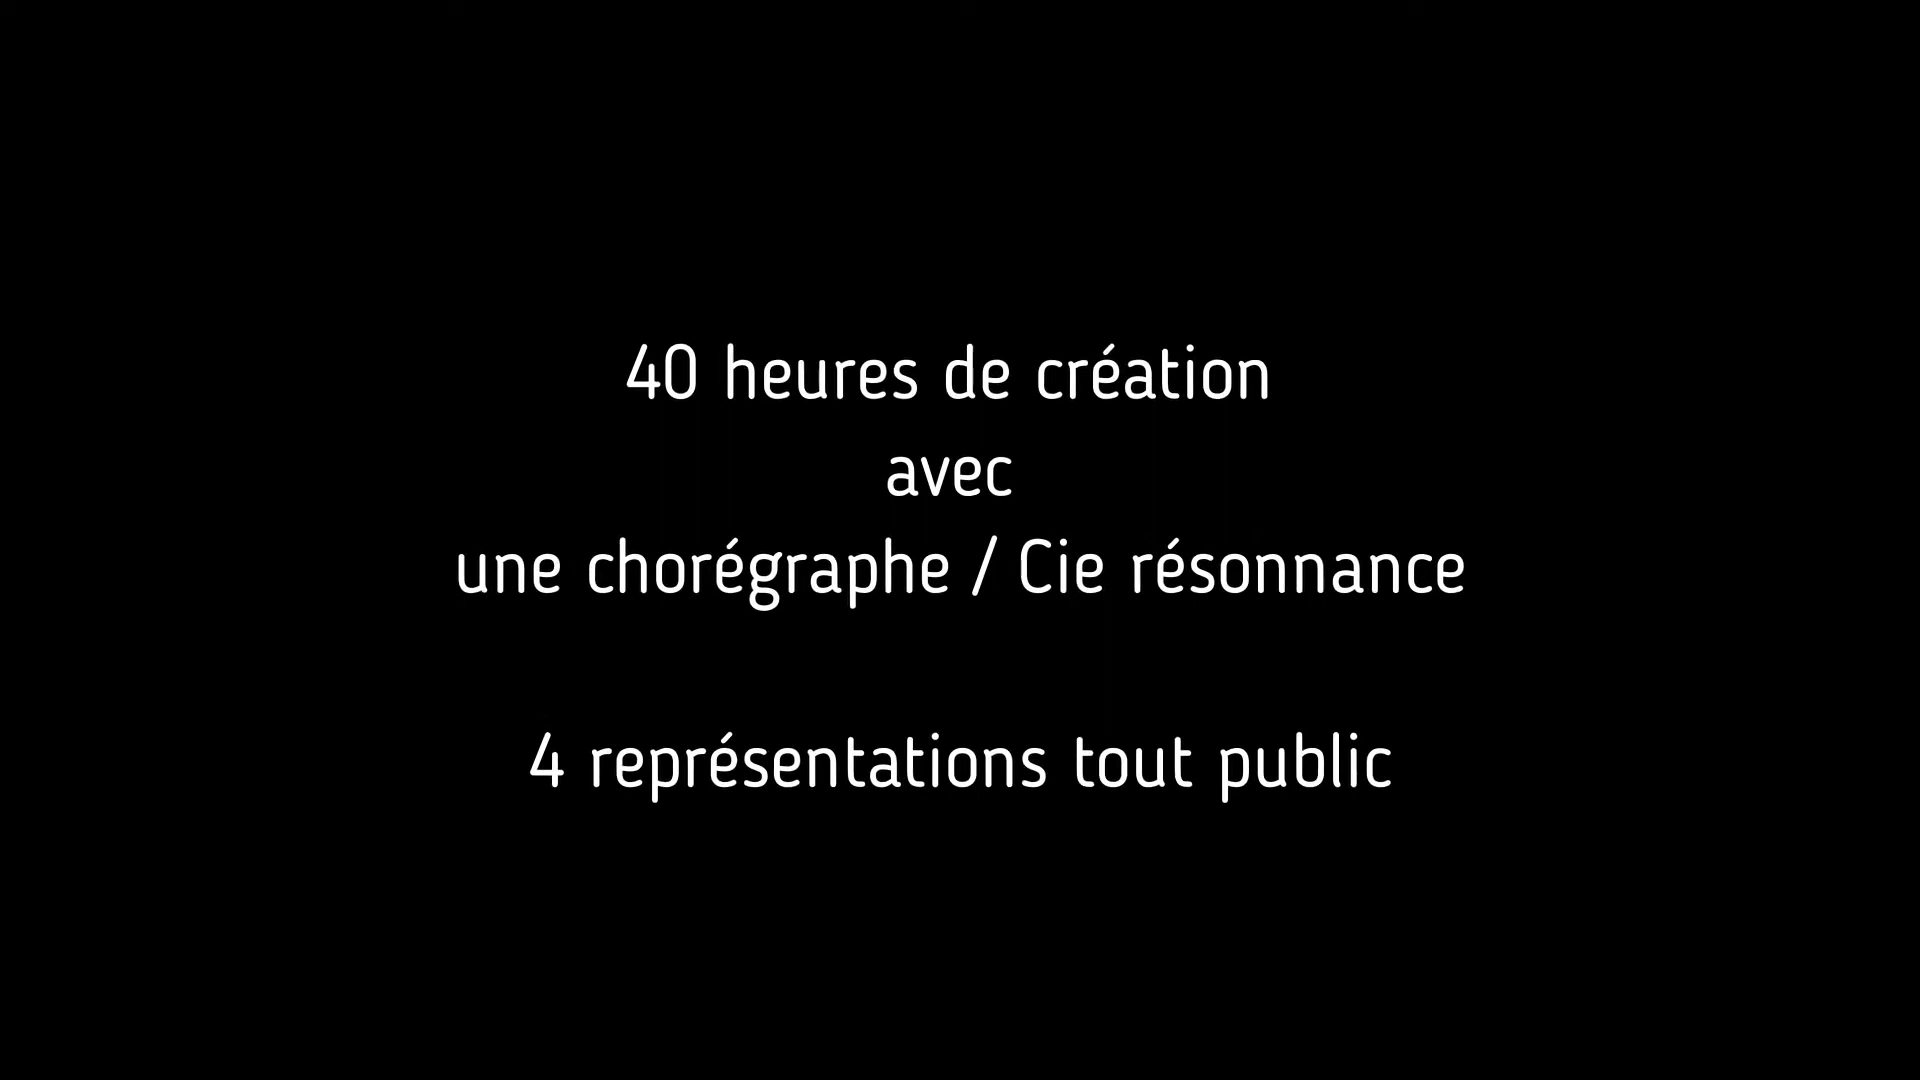 40 heures de création
avec
une chorégraphe / Cie résonnance
4 représentations tout public